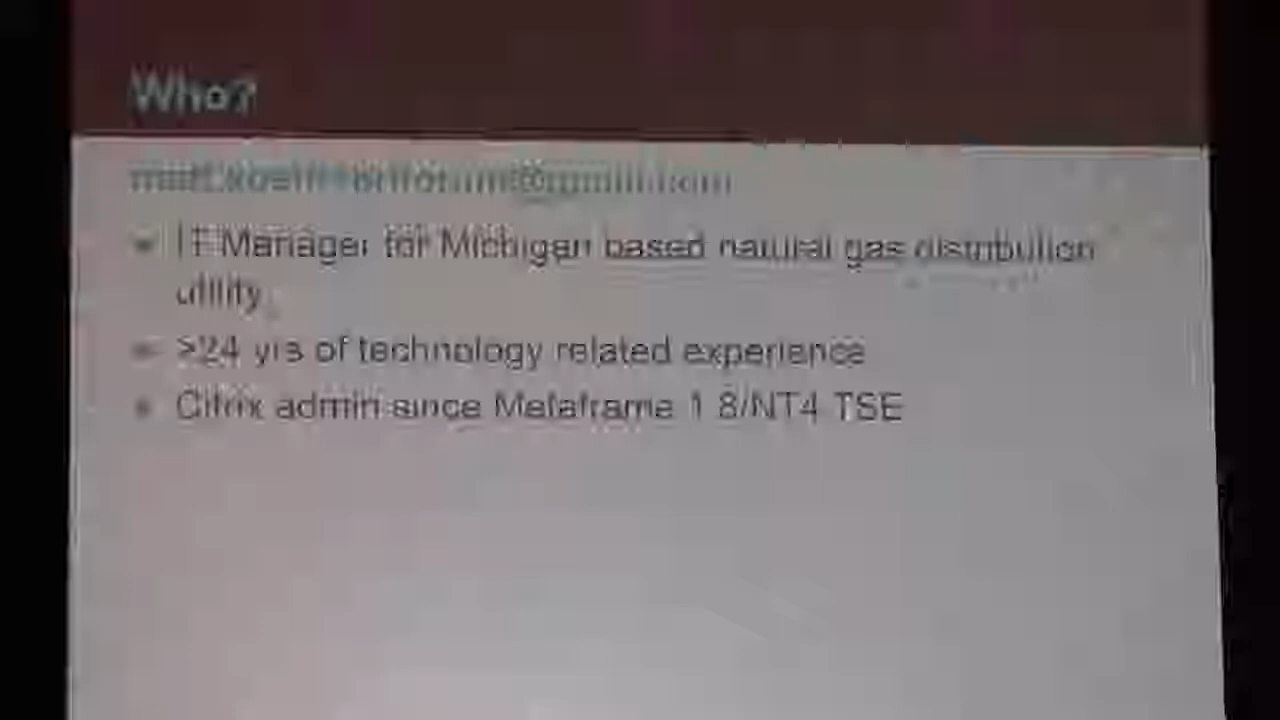 Who?
IT Manager for Michigan based natural gas distribution
utility
>24 yrs of technology related experience
Citrix admin since Metaframe 1.8/NT4 TSE